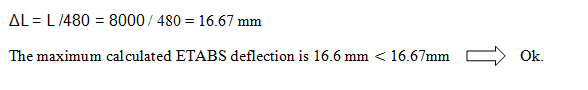 ΔL = L /480 = 8000 / 480 = 16.67 mm
The maximum calculated ETABS deflection is 16.6 mm < 16.67mm ⇨ Ok.